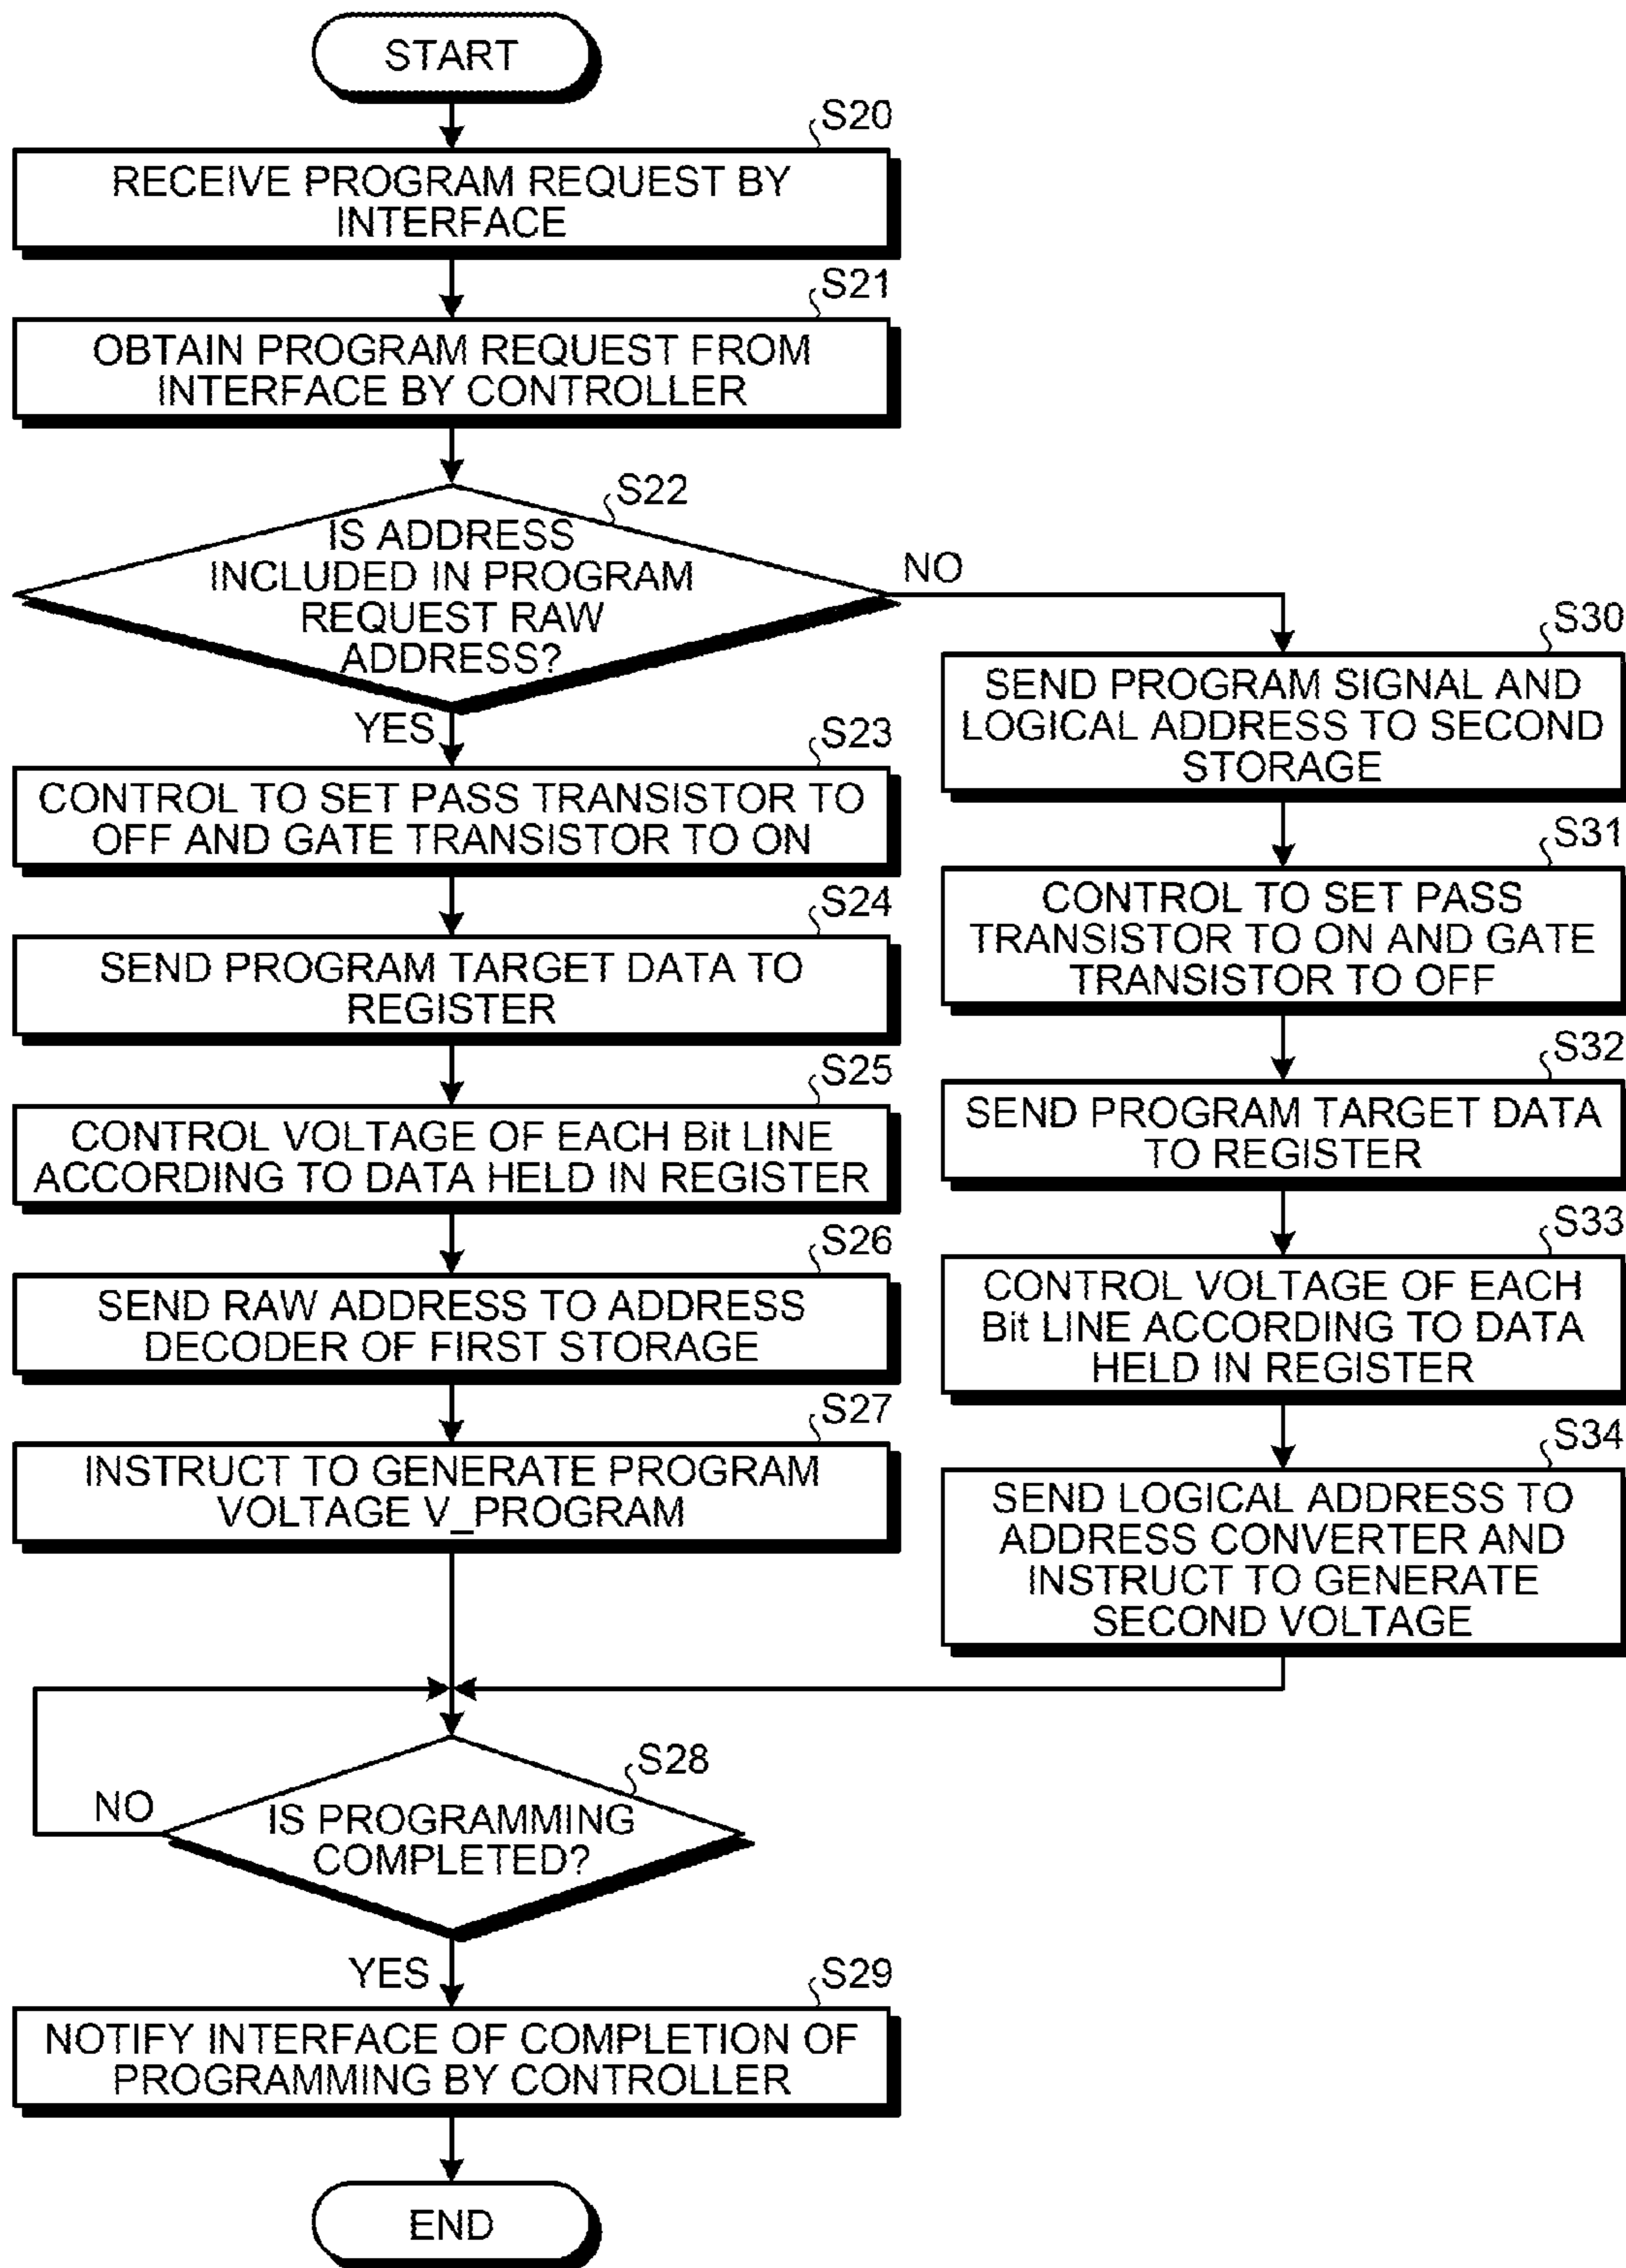 START
S20
RECEIVE PROGRAM REQUEST BY
INTERFACE
S21
OBTAIN PROGRAM REQUEST FROM
INTERFACE BY CONTROLLER
S22
IS ADDRESS
INCLUDED IN PROGRAM
REQUEST RAW
ADDRESS?
NO
YES
S23
CONTROL TO SET PASS TRANSISTOR TO
OFF AND GATE TRANSISTOR TO ON
S24
SEND PROGRAM TARGET DATA TO
REGISTER
S25
CONTROL VOLTAGE OF EACH Bit LINE
ACCORDING TO DATA HELD IN REGISTER
S26
SEND RAW ADDRESS TO ADDRESS
DECODER OF FIRST STORAGE
S27
INSTRUCT TO GENERATE PROGRAM
VOLTAGE V_PROGRAM
S30
SEND PROGRAM SIGNAL AND
LOGICAL ADDRESS TO SECOND
STORAGE
S31
CONTROL TO SET PASS
TRANSISTOR TO ON AND GATE
TRANSISTOR TO OFF
S32
SEND PROGRAM TARGET DATA
TO REGISTER
S33
CONTROL VOLTAGE OF EACH
Bit LINE ACCORDING TO DATA
HELD IN REGISTER
S34
SEND LOGICAL ADDRESS TO
ADDRESS CONVERTER AND
INSTRUCT TO GENERATE
SECOND VOLTAGE
S28
NO
IS PROGRAMMING
COMPLETED?
YES
S29
NOTIFY INTERFACE OF COMPLETION OF
PROGRAMMING BY CONTROLLER
END